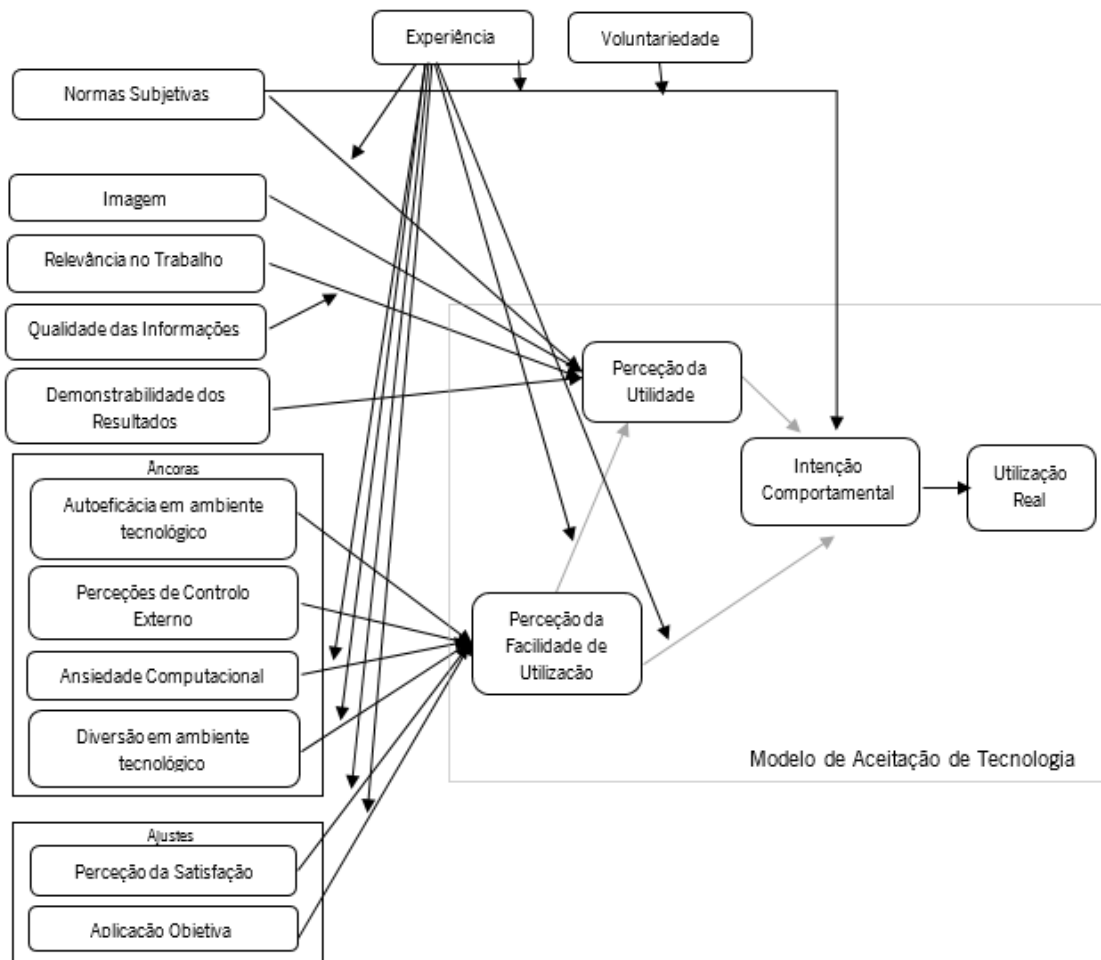 Experiência
Voluntariedade
Normas Subjetivas
Imagem
Relevância no Trabalho
Qualidade das Informações
Demonstrabilidade dos
Resultados
Perceção da
Utilidade
Intenção
Comportamental
Utilização
Real
Âncoras
Autoeficácia em ambiente
tecnológico
Perceções de Controlo
Externo
Ansiedade Computacional
Diversão em ambiente
tecnológico
Perceção da
Facilidade de
Utilização
Modelo de Aceitação de Tecnologia
Ajustes
Perceção da Satisfação
Aplicação Objetiva